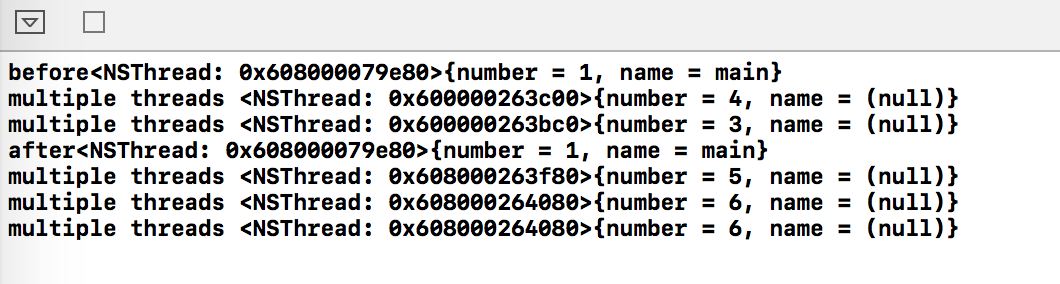 before<NSThread: 0x608000079e80>{number = 1, name = main}
multiple threads <NSThread: 0x600000263c00>{number = 4, name = (null)}
multiple threads <NSThread: 0x600000263bc0>{number = 3, name = (null)}
after<NSThread: 0x608000079e80>{number = 1, name = main}
multiple threads <NSThread: 0x608000263f80>{number = 5, name = (null)}
multiple threads <NSThread: 0x608000264080>{number = 6, name = (null)}
multiple threads <NSThread: 0x608000264080>{number = 6, name = (null)}